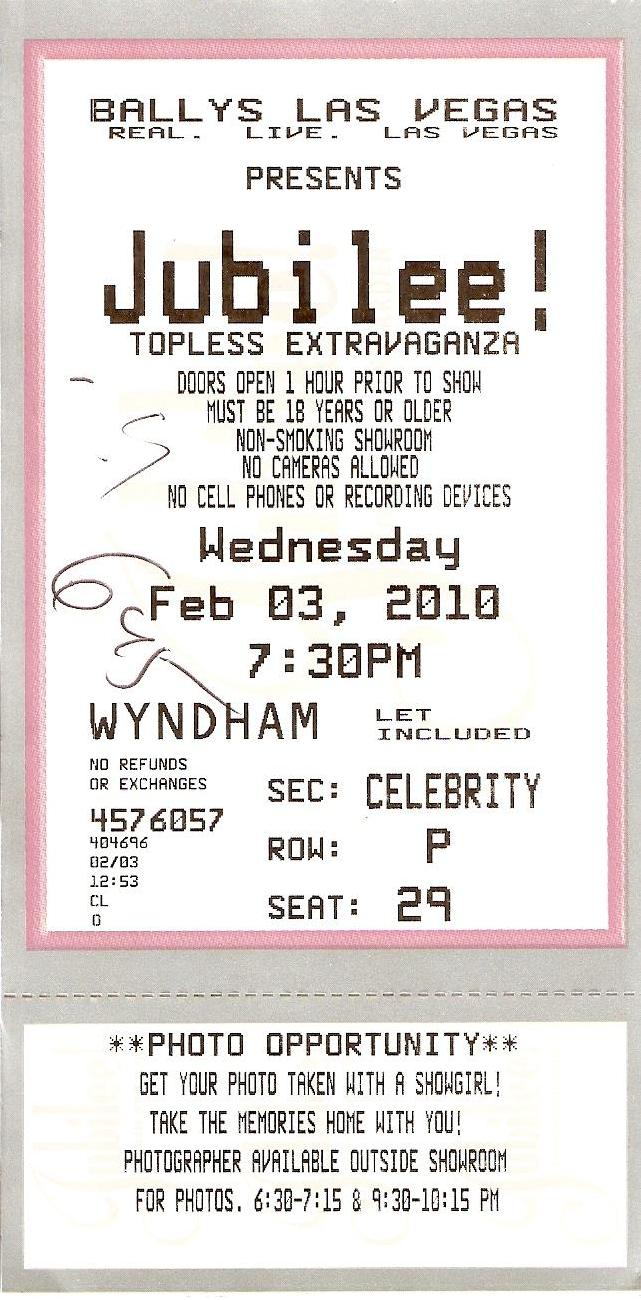 BALLYS LAS VEGAS
REAL. LIVE. LAS VEGAS
PRESENTS
Jubilee!
TOPLESS EXTRAVAGANZA
DOORS OPEN 1 HOUR PRIOR TO SHOW
MUST BE 18 YEARS OR OLDER
NON-SMOKING SHOWROOM
NO CAMERAS ALLOWED
NO CELL PHONES OR RECORDING DEVICES
Wednesday
Feb 03, 2010
7:30PM
WYNDHAM
LET
INCLUDED
NO REFUNDS
OR EXCHANGES
4576057
404696
02/03
12:53
CL
0
SEC: CELEBRITY
ROW: P
SEAT: 29
**PHOTO OPPORTUNITY**
GET YOUR PHOTO TAKEN WITH A SHOWGIRL!
TAKE THE MEMORIES HOME WITH YOU!
PHOTOGRAPHER AVAILABLE OUTSIDE SHOWROOM
FOR PHOTOS. 6:30-7:15 & 9:30-10:15 PM